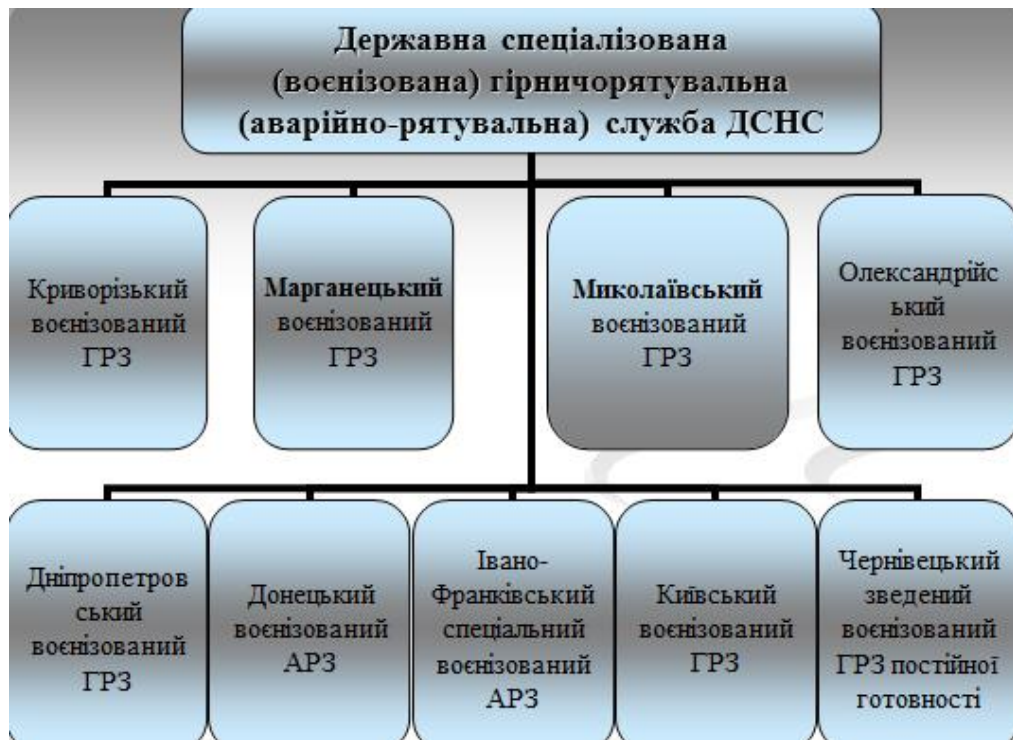 Державна спеціалізована
(воєнізована) гірничорятувальна
(аварійно-рятувальна) служба ДСНС
Криворізький
воєнізований
ГРЗ
Марганецький
воєнізований
ГРЗ
Миколаївський
воєнізований
ГРЗ
Олександрійс
ький
воєнізований
ГРЗ
Дніпропетров
ський
воєнізований
ГРЗ
Донецький
воєнізований
АРЗ
Івано-
Франківський
спеціальний
воєнізований
АРЗ
Київський
воєнізований
ГРЗ
Чернівецький
зведений
воєнізований
ГРЗ постійної
готовності